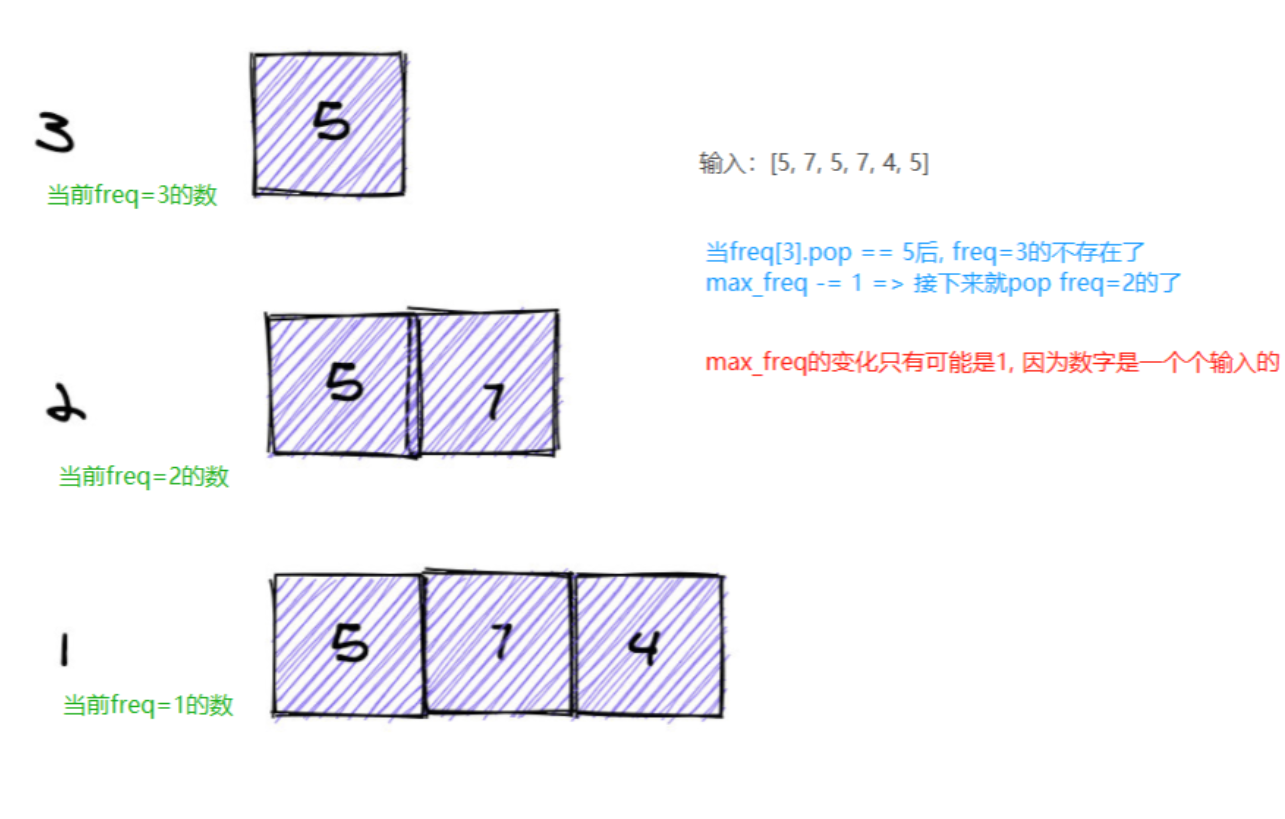 5
3
当前freq=3的数
输入：[5, 7, 5, 7, 4, 5]
当freq[3].pop == 5后, freq=3的不存在了
max_freq -= 1 => 接下来就pop freq=2的了
max_freq的变化只有可能是1, 因为数字是一个个输入的
5 7
2
当前freq=2的数
5 7 4
1
当前freq=1的数